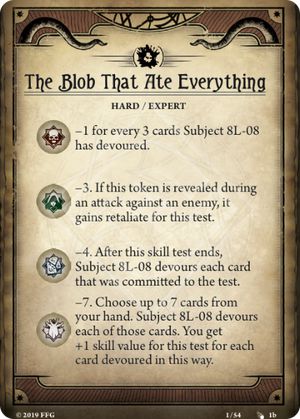 The Blob That Ate Everything
HARD / EXPERT
–1 for every 3 cards Subject 8L-08
has devoured.
–3. If this token is revealed during
an attack against an enemy, it
gains retaliate for this test.
–4. After this skill test ends,
Subject 8L-08 devours each card
that was committed to the test.
–7. Choose up to 7 cards from
your hand. Subject 8L-08 devours
each of those cards. You get
+1 skill value for this test for each
card devoured in this way.
© 2019 FFG
1/54
1b